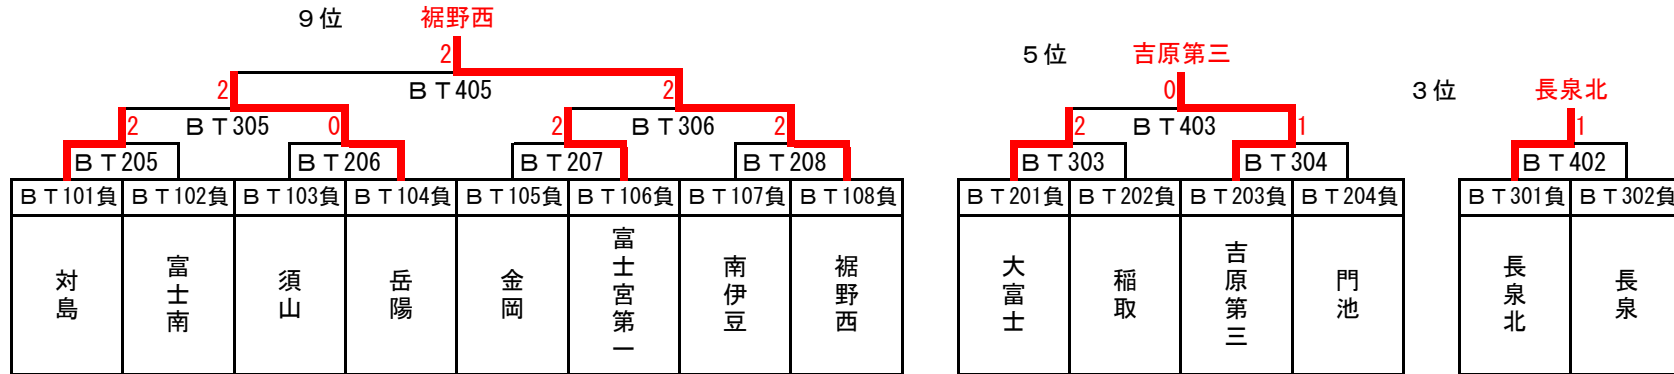 ９位 裾野西
2
５位 吉原第三
2 ＢＴ405 2
0
３位 長泉北
2 ＢＴ305 0 2 ＢＴ306 2
2 ＢＴ403 1
1
ＢＴ205 ＢＴ206 ＢＴ207 ＢＴ208
ＢＴ303 ＢＴ304
ＢＴ402
ＢＴ101負 ＢＴ102負 ＢＴ103負 ＢＴ104負 ＢＴ105負 ＢＴ106負 ＢＴ107負 ＢＴ108負
ＢＴ201負 ＢＴ202負 ＢＴ203負 ＢＴ204負
ＢＴ301負 ＢＴ302負
対島
富士南
須山
岳陽
金岡
富士宮第一
南伊豆
裾野西
大富士
稲取
吉原第三
門池
長泉北
長泉